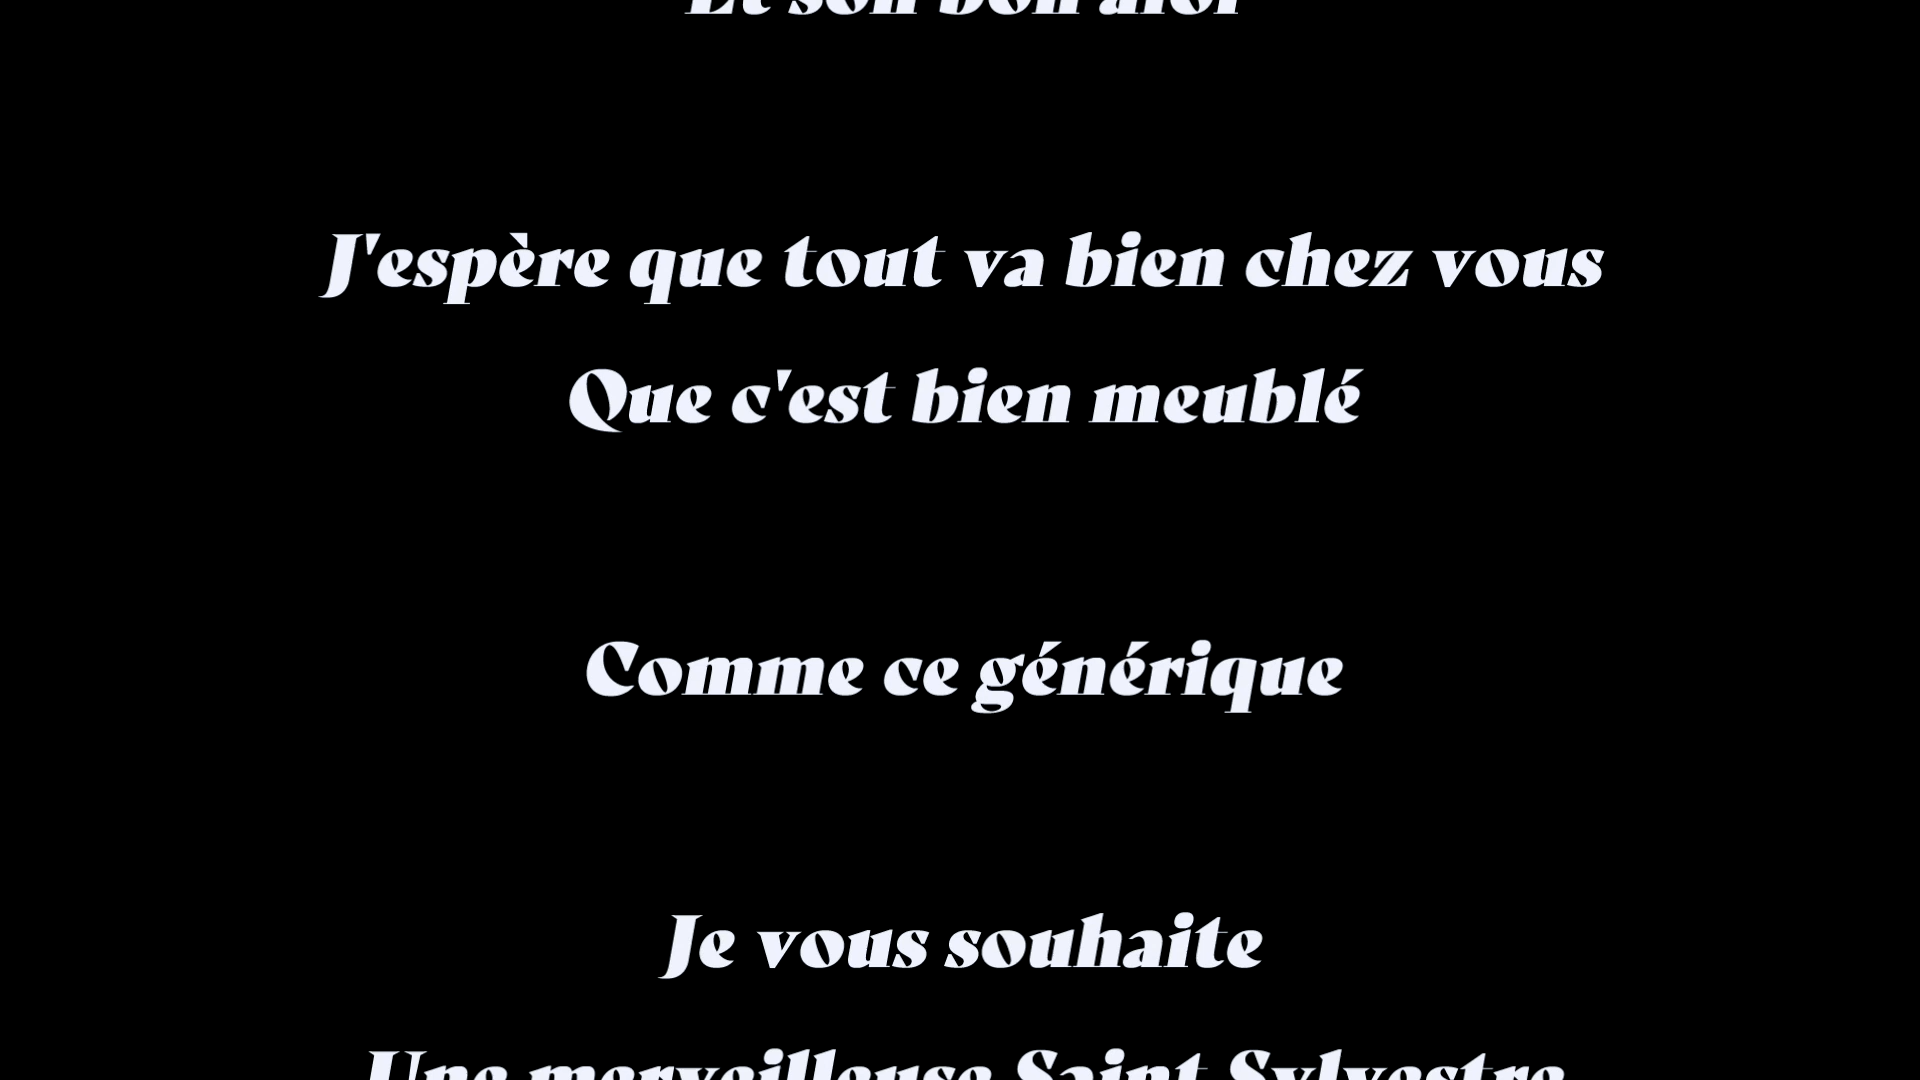 Et son bon aloi
J'espère que tout va bien chez vous
Que c'est bien meublé
Comme ce générique
Je vous souhaite
Une merveilleuse Saint Sylvestre